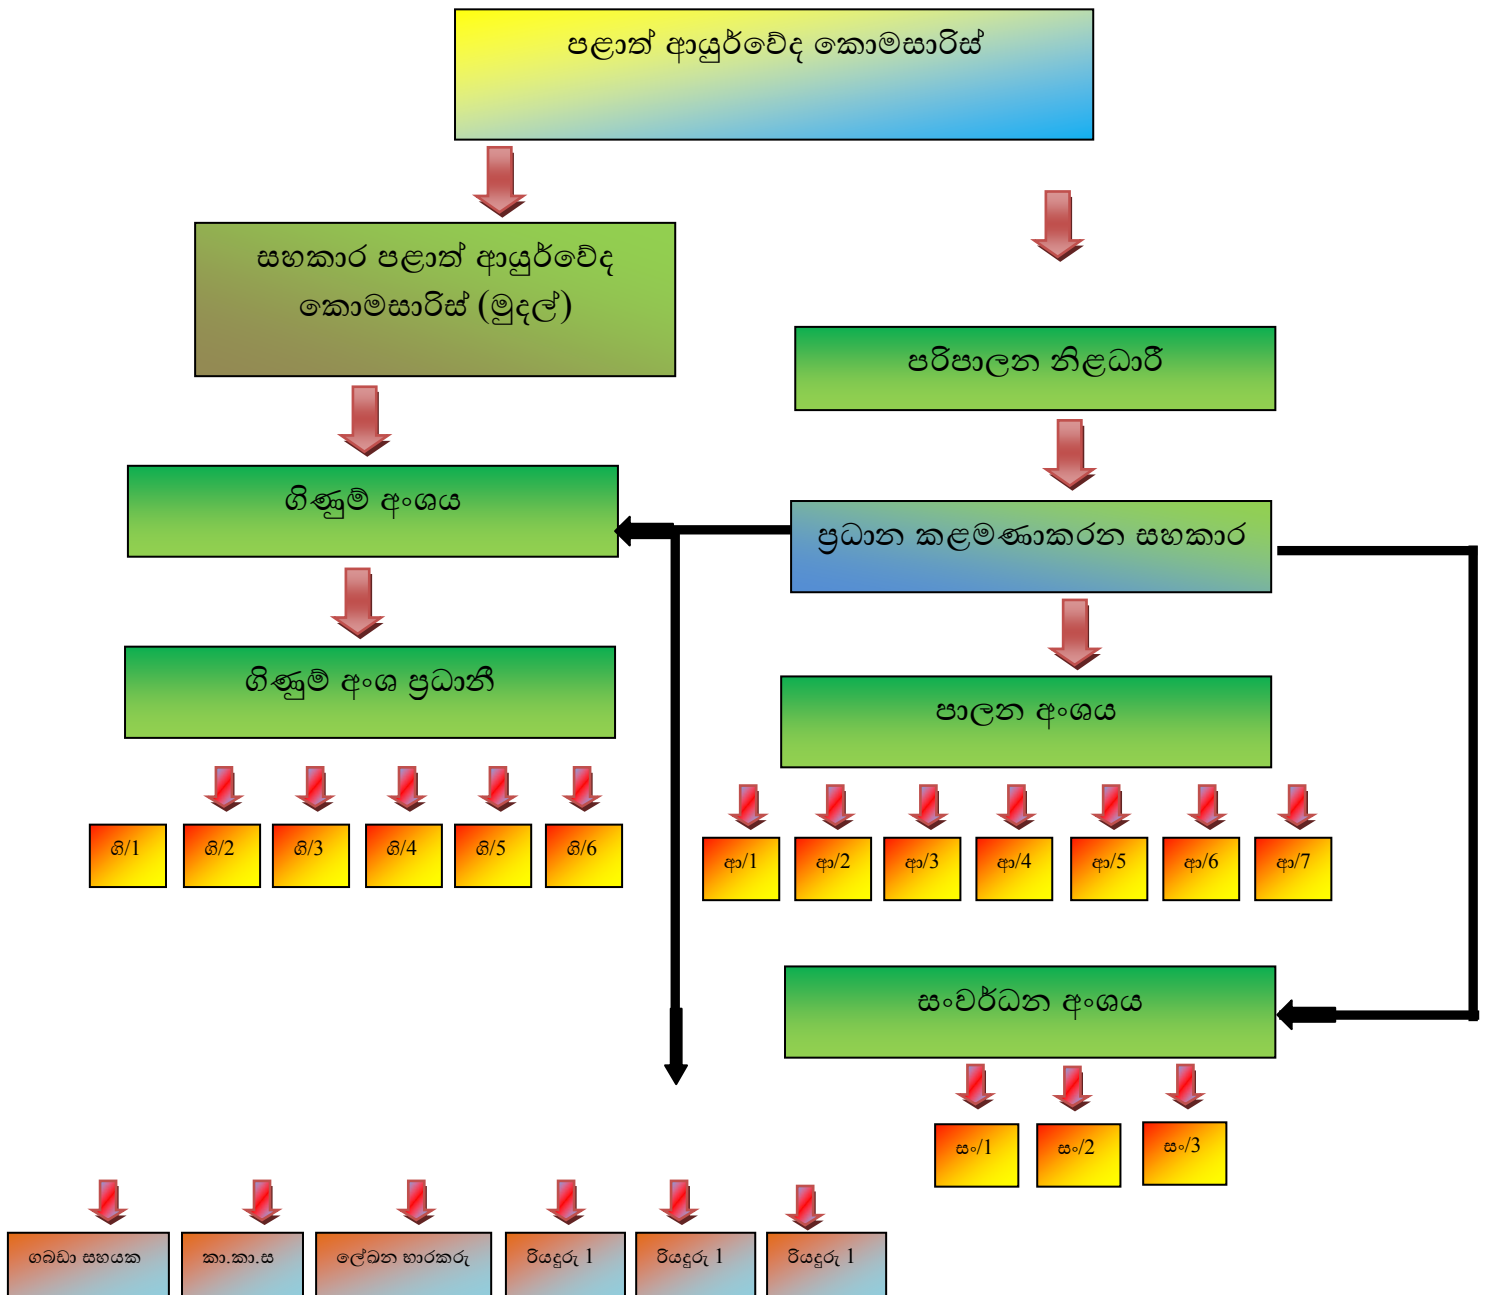 පළාත් ආයුර්වේද කොමසාරිස්
සහකාර පළාත් ආයුර්වේද
කොමසාරිස් (මුදල්)
පරිපාලන නිළධාරී
ගිණුම් අංශය
ප්‍රධාන කළමණාකරන සහකාර
ගිණුම් අංශ ප්‍රධානී
පාලන අංශය
ගි/1
ගි/2
ගි/3
ගි/4
ගි/5
ගි/6
ආ/1
ආ/2
ආ/3
ආ/4
ආ/5
ආ/6
ආ/7
සංවර්ධන අංශය
සං/1
සං/2
සං/3
ගබඩා සහයක
කා.කා.ස
ලේඛන භාරකරු
රියදුරු 1
රියදුරු 1
රියදුරු 1